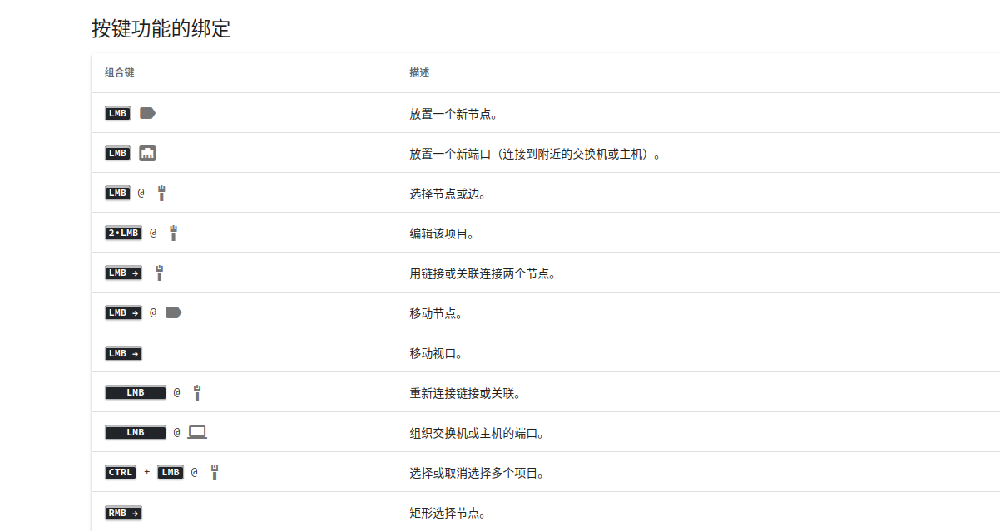 按键功能的绑定
组合键 描述
LMB 放置一个新节点。
LMB 放置一个新端口（连接到附近的交换机或主机）。
LMB @ 选择节点或边。
2·LMB @ 编辑该项目。
LMB → 用链接或关联连接两个节点。
LMB → @ 移动节点。
LMB → 移动视口。
LMB @ 重新连接链接或关联。
LMB @ 组织交换机或主机的端口。
CTRL + LMB @ 选择或取消选择多个项目。
RMB → 矩形选择节点。